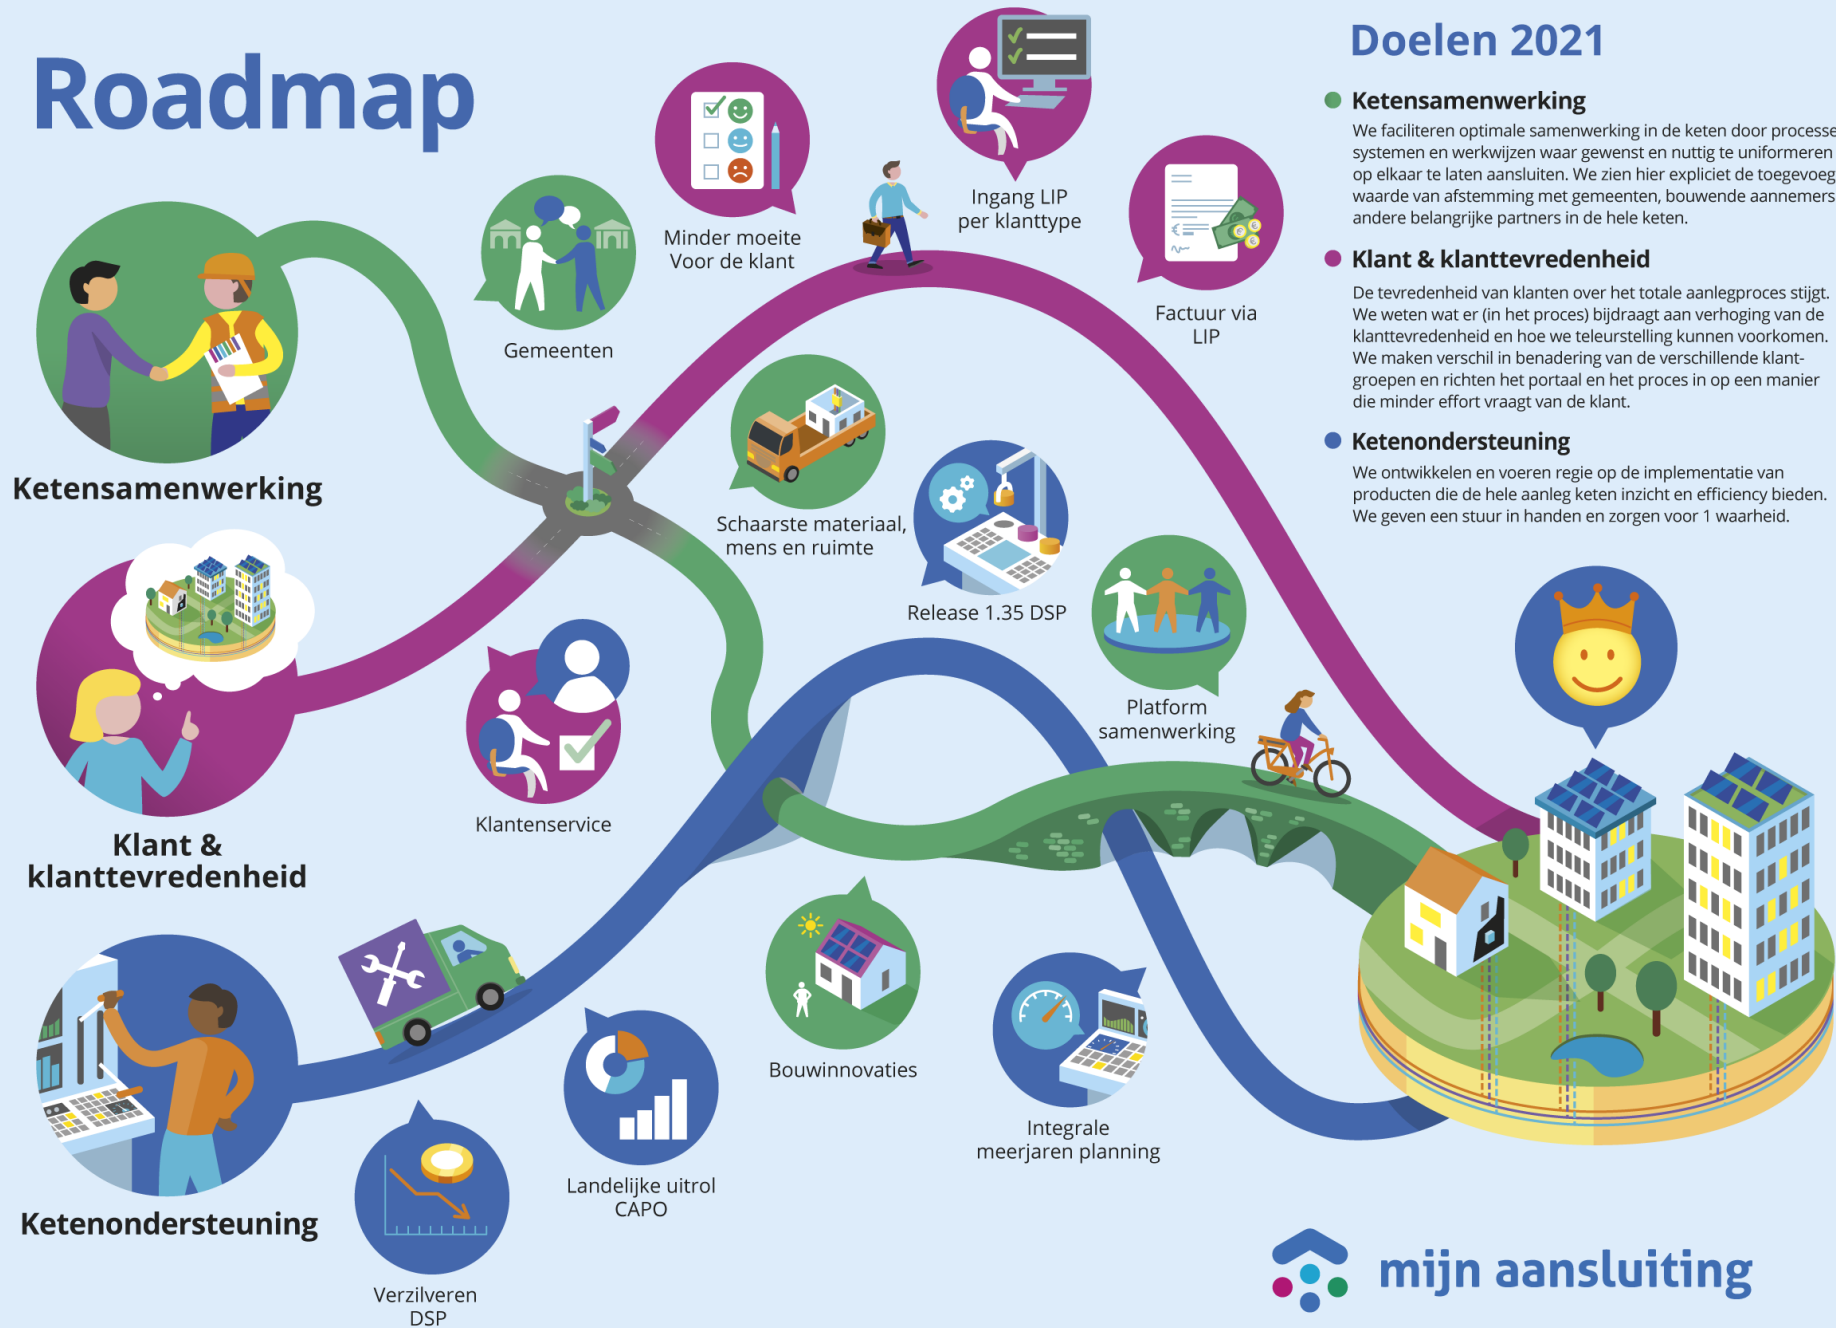 Roadmap
Ketensamenwerking
Klant &
klanttevredenheid
Ketenondersteuning
Gemeenten
Minder moeite
Voor de klant
Ingang LIP
per klanttype
Factuur via
LIP
Schaarste materiaal,
mens en ruimte
Release 1.35 DSP
Platform
samenwerking
Klantenservice
Bouwinnovaties
Integrale
meerjaren planning
Landelijke uitrol
CAPO
Verzilveren
DSP
Doelen 2021
Ketensamenwerking
We faciliteren optimale samenwerking in de keten door processe
systemen en werkwijzen waar gewenst en nuttig te uniformeren
op elkaar te laten aansluiten. We zien hier expliciet de toegevoeg
waarde van afstemming met gemeenten, bouwende aannemers
andere belangrijke partners in de hele keten.
Klant & klanttevredenheid
De tevredenheid van klanten over het totale aanlegproces stijgt.
We weten wat er (in het proces) bijdraagt aan verhoging van de
klanttevredenheid en hoe we teleurstelling kunnen voorkomen.
We maken verschil in benadering van de verschillende klant-
groepen en richten het portaal en het proces in op een manier
die minder effort vraagt van de klant.
Ketenondersteuning
We ontwikkelen en voeren regie op de implementatie van
producten die de hele aanleg keten inzicht en efficiency bieden.
We geven een stuur in handen en zorgen voor 1 waarheid.
mijn aansluiting